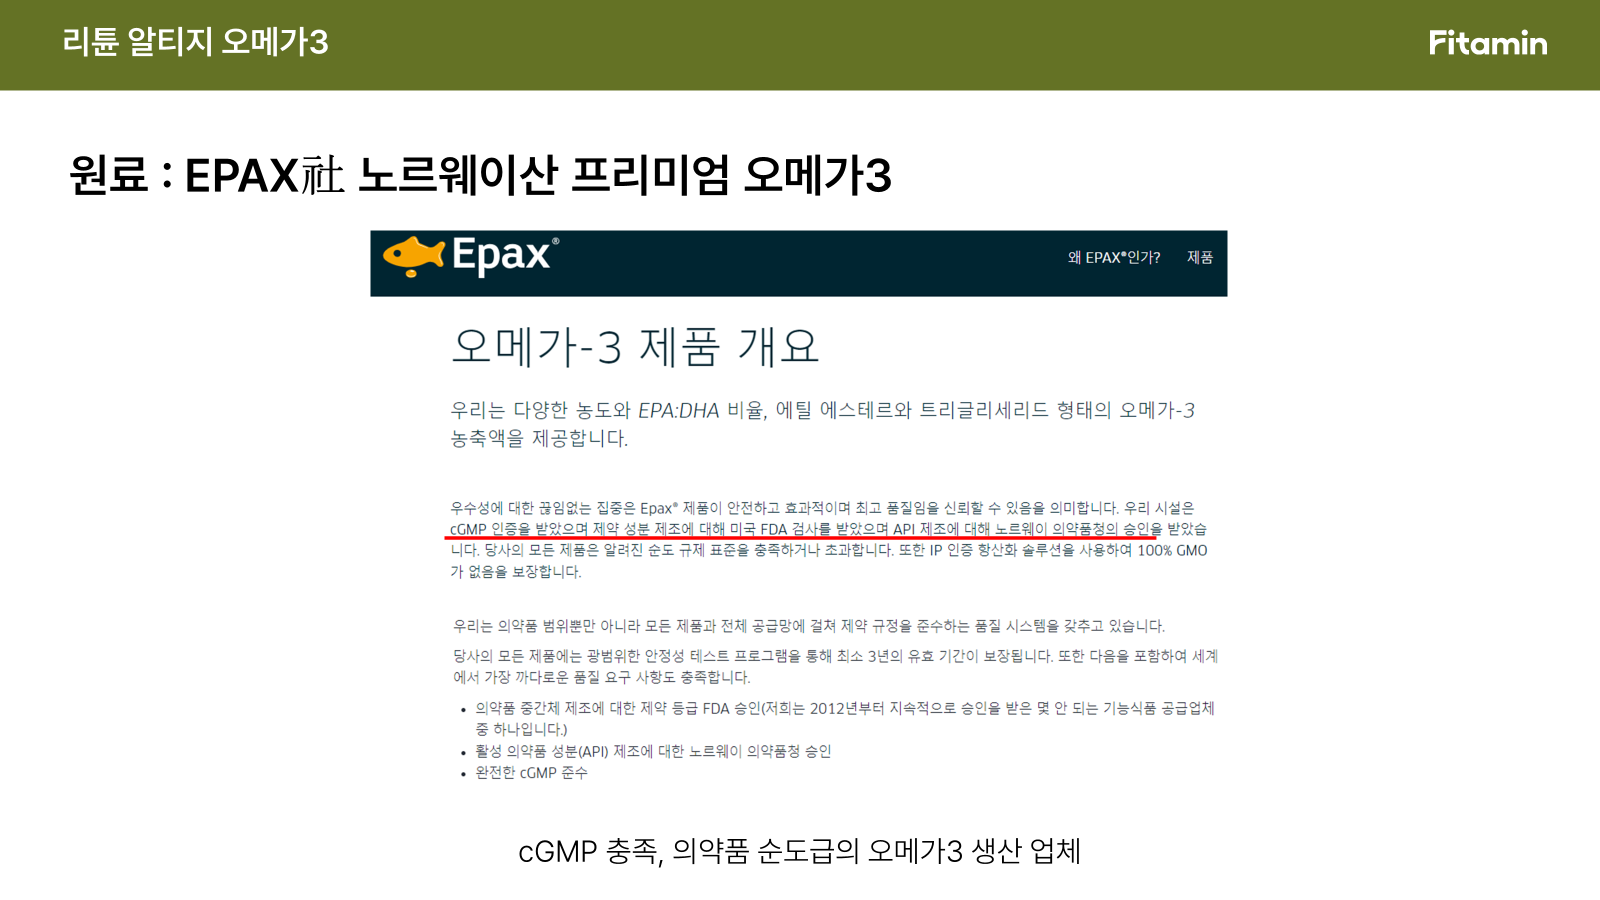 리튠 알티지 오메가3
Fitamin
원료 : EPAX社 노르웨이산 프리미엄 오메가3
Epax®
왜 EPAX®인가? 제품
오메가-3 제품 개요
우리는 다양한 농도와 EPA:DHA 비율, 에틸 에스테르와 트리글리세리드 형태의 오메가-3
농축액을 제공합니다.
우수성에 대한 끊임없는 집중은 Epax® 제품이 안전하고 효과적이며 최고 품질임을 신뢰할 수 있음을 의미합니다. 우리 시설은
cGMP 인증을 받았으며 제약 성분 제조에 대해 미국 FDA 검사를 받았으며 API 제조에 대해 노르웨이 의약품청의 승인을 받았습
니다. 당사의 모든 제품은 알려진 순도 규제 표준을 충족하거나 초과합니다. 또한 IP 인증 항산화 솔루션을 사용하여 100% GMO
가 없음을 보장합니다.
우리는 의약품 범위뿐만 아니라 모든 제품과 전체 공급망에 걸쳐 제약 규정을 준수하는 품질 시스템을 갖추고 있습니다.
당사의 모든 제품에는 광범위한 안정성 테스트 프로그램을 통해 최소 3년의 유효 기간이 보장됩니다. 또한 다음을 포함하여 세계
에서 가장 까다로운 품질 요구 사항도 충족합니다.
• 의약품 중간체 제조에 대한 제약 등급 FDA 승인(저희는 2012년부터 지속적으로 승인을 받은 몇 안 되는 기능식품 공급업체
중 하나입니다.)
• 활성 의약품 성분(API) 제조에 대한 노르웨이 의약품청 승인
• 완전한 cGMP 준수
cGMP 충족, 의약품 순도급의 오메가3 생산 업체